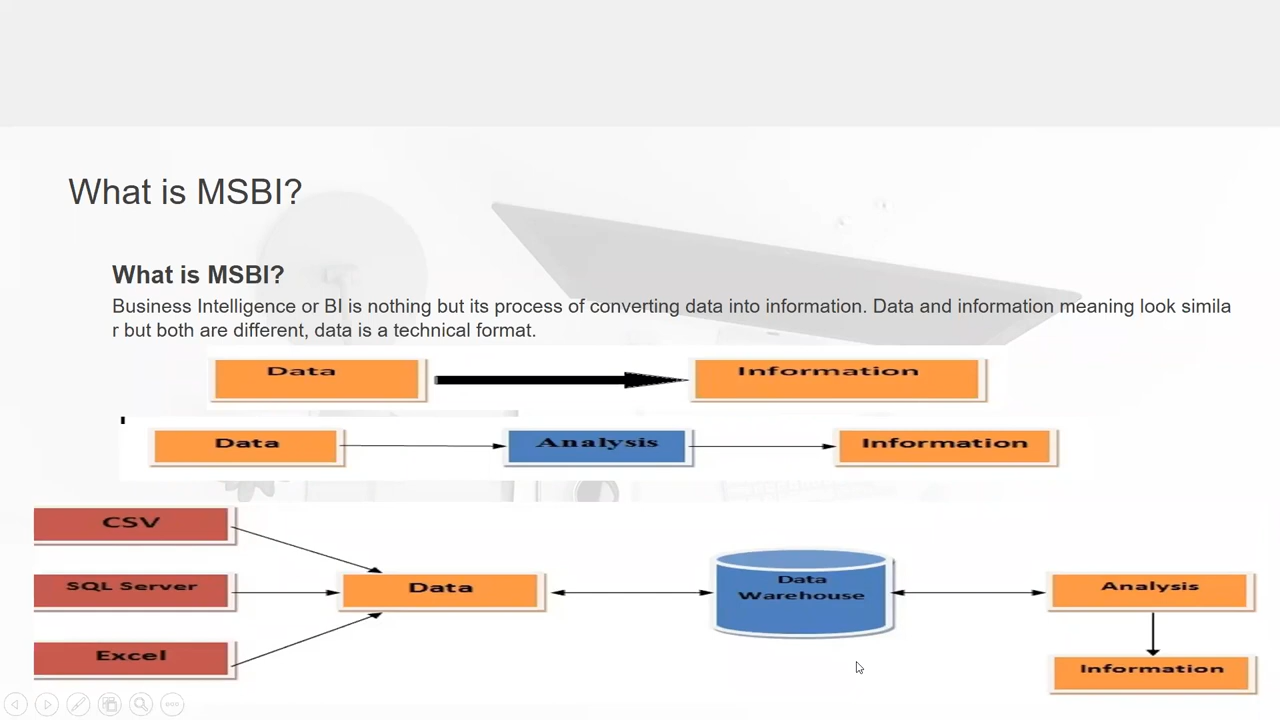 What is MSBI?
What is MSBI?
Business Intelligence or BI is nothing but its process of converting data into information. Data and information meaning look simila
r but both are different, data is a technical format.
Data
Information
Data
Analysis
Information
CSV
SQL Server
Excel
Data
Data
Warehouse
Analysis
Information